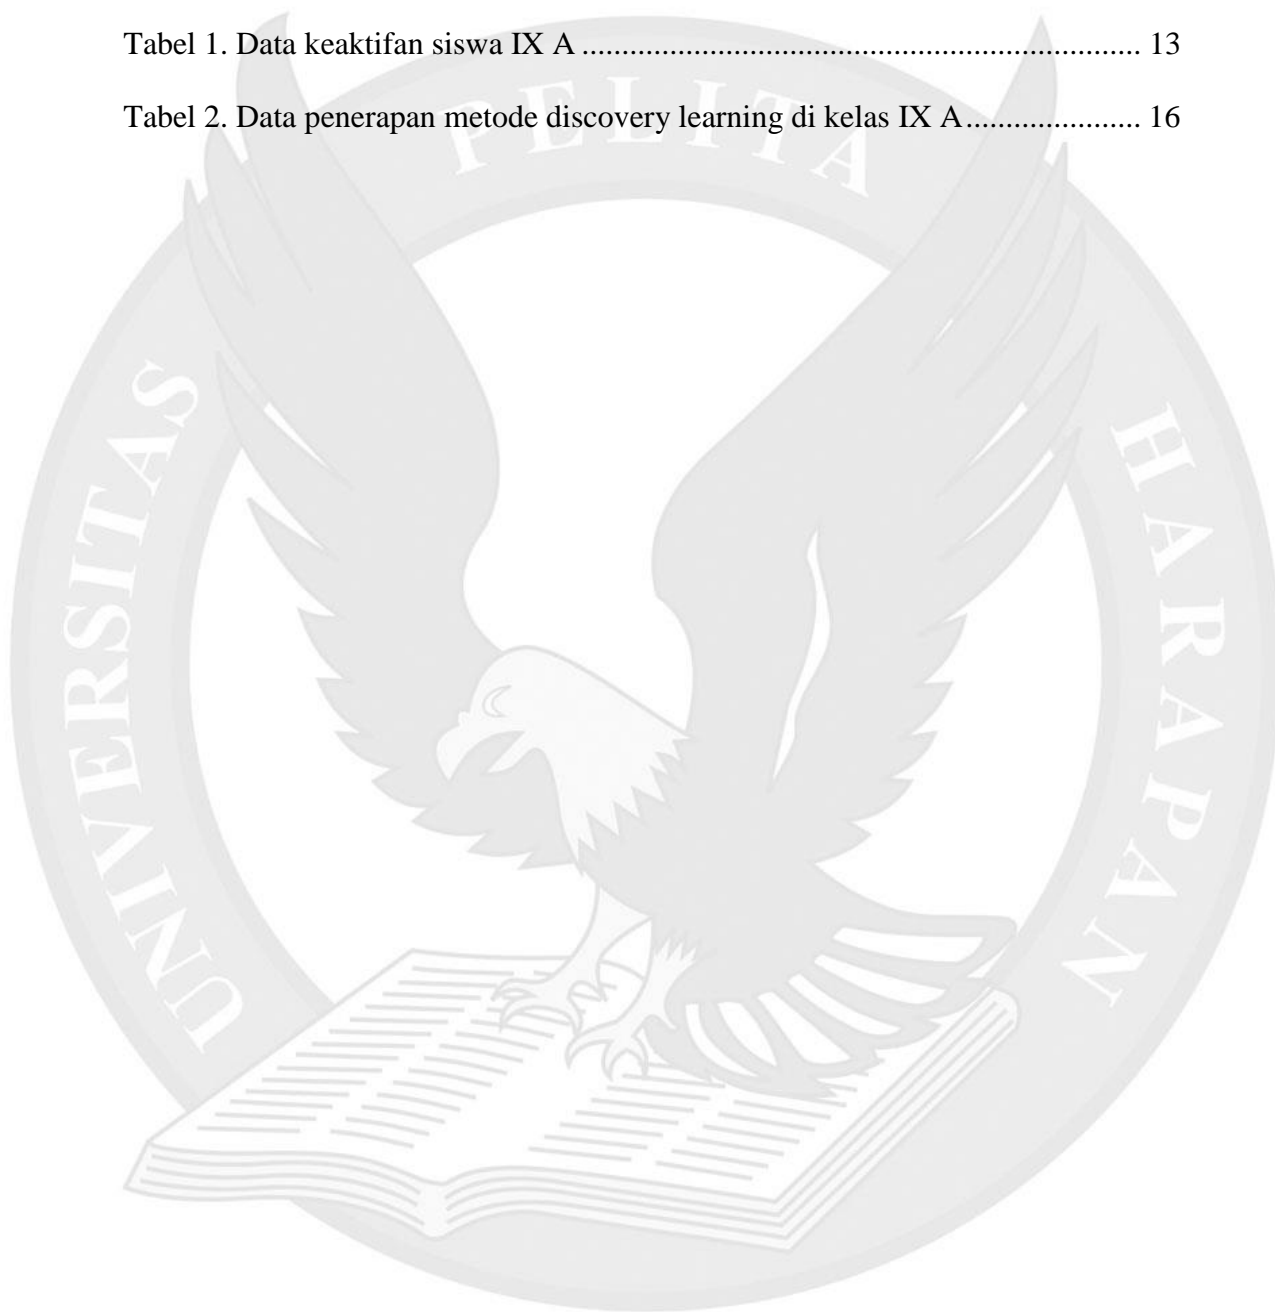 Tabel 1. Data keaktifan siswa IX A ....................................................................... 13
Tabel 2. Data penerapan metode discovery learning di kelas IX A...................... 16
UNIVERSITAS PELITA HARAPAN